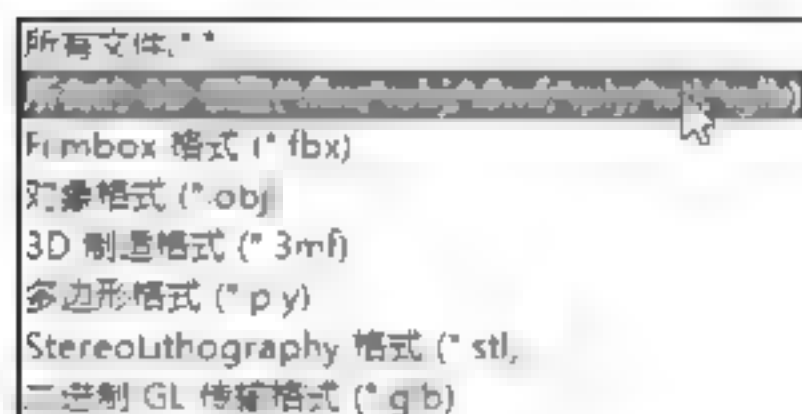 所有文件 *.*
Filmbox 格式 (*.fbx)
对象格式 (*.obj
3D 制造格式 (*.3mf)
多边形格式 (*.ply)
StereoLithography 格式 (*.stl)
二进制 GL 传输格式 (*.glb)